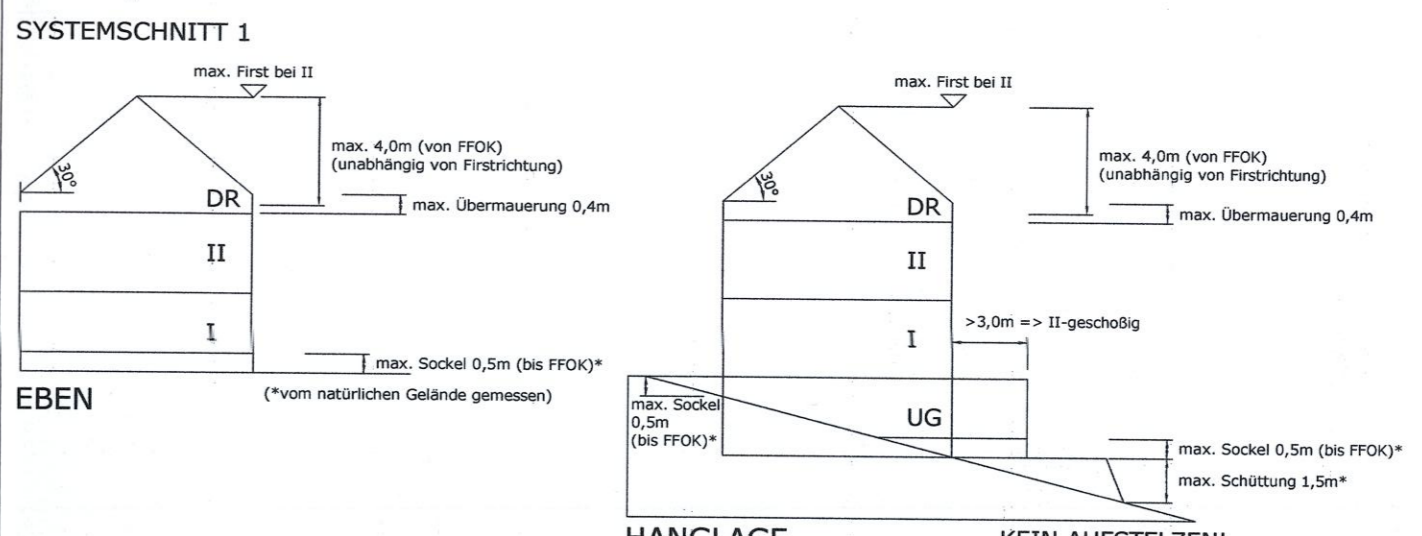 SYSTEMSCHNITT 1
max. First bei II
max. 4,0m (von FFOK)
(unabhängig von Firstrichtung)
30°
DR
max. Übermauerung 0,4m
II
I
max. Sockel 0,5m (bis FFOK)*
EBEN
(*vom natürlichen Gelände gemessen)
max. First bei II
max. 4,0m (von FFOK)
(unabhängig von Firstrichtung)
30°
DR
max. Übermauerung 0,4m
II
>3,0m => II-geschoßig
I
max. Sockel
0,5m
(bis FFOK)*
UG
max. Sockel 0,5m (bis FFOK)*
max. Schüttung 1,5m*
HANGLAGE
KEIN AUFSTELZEN!